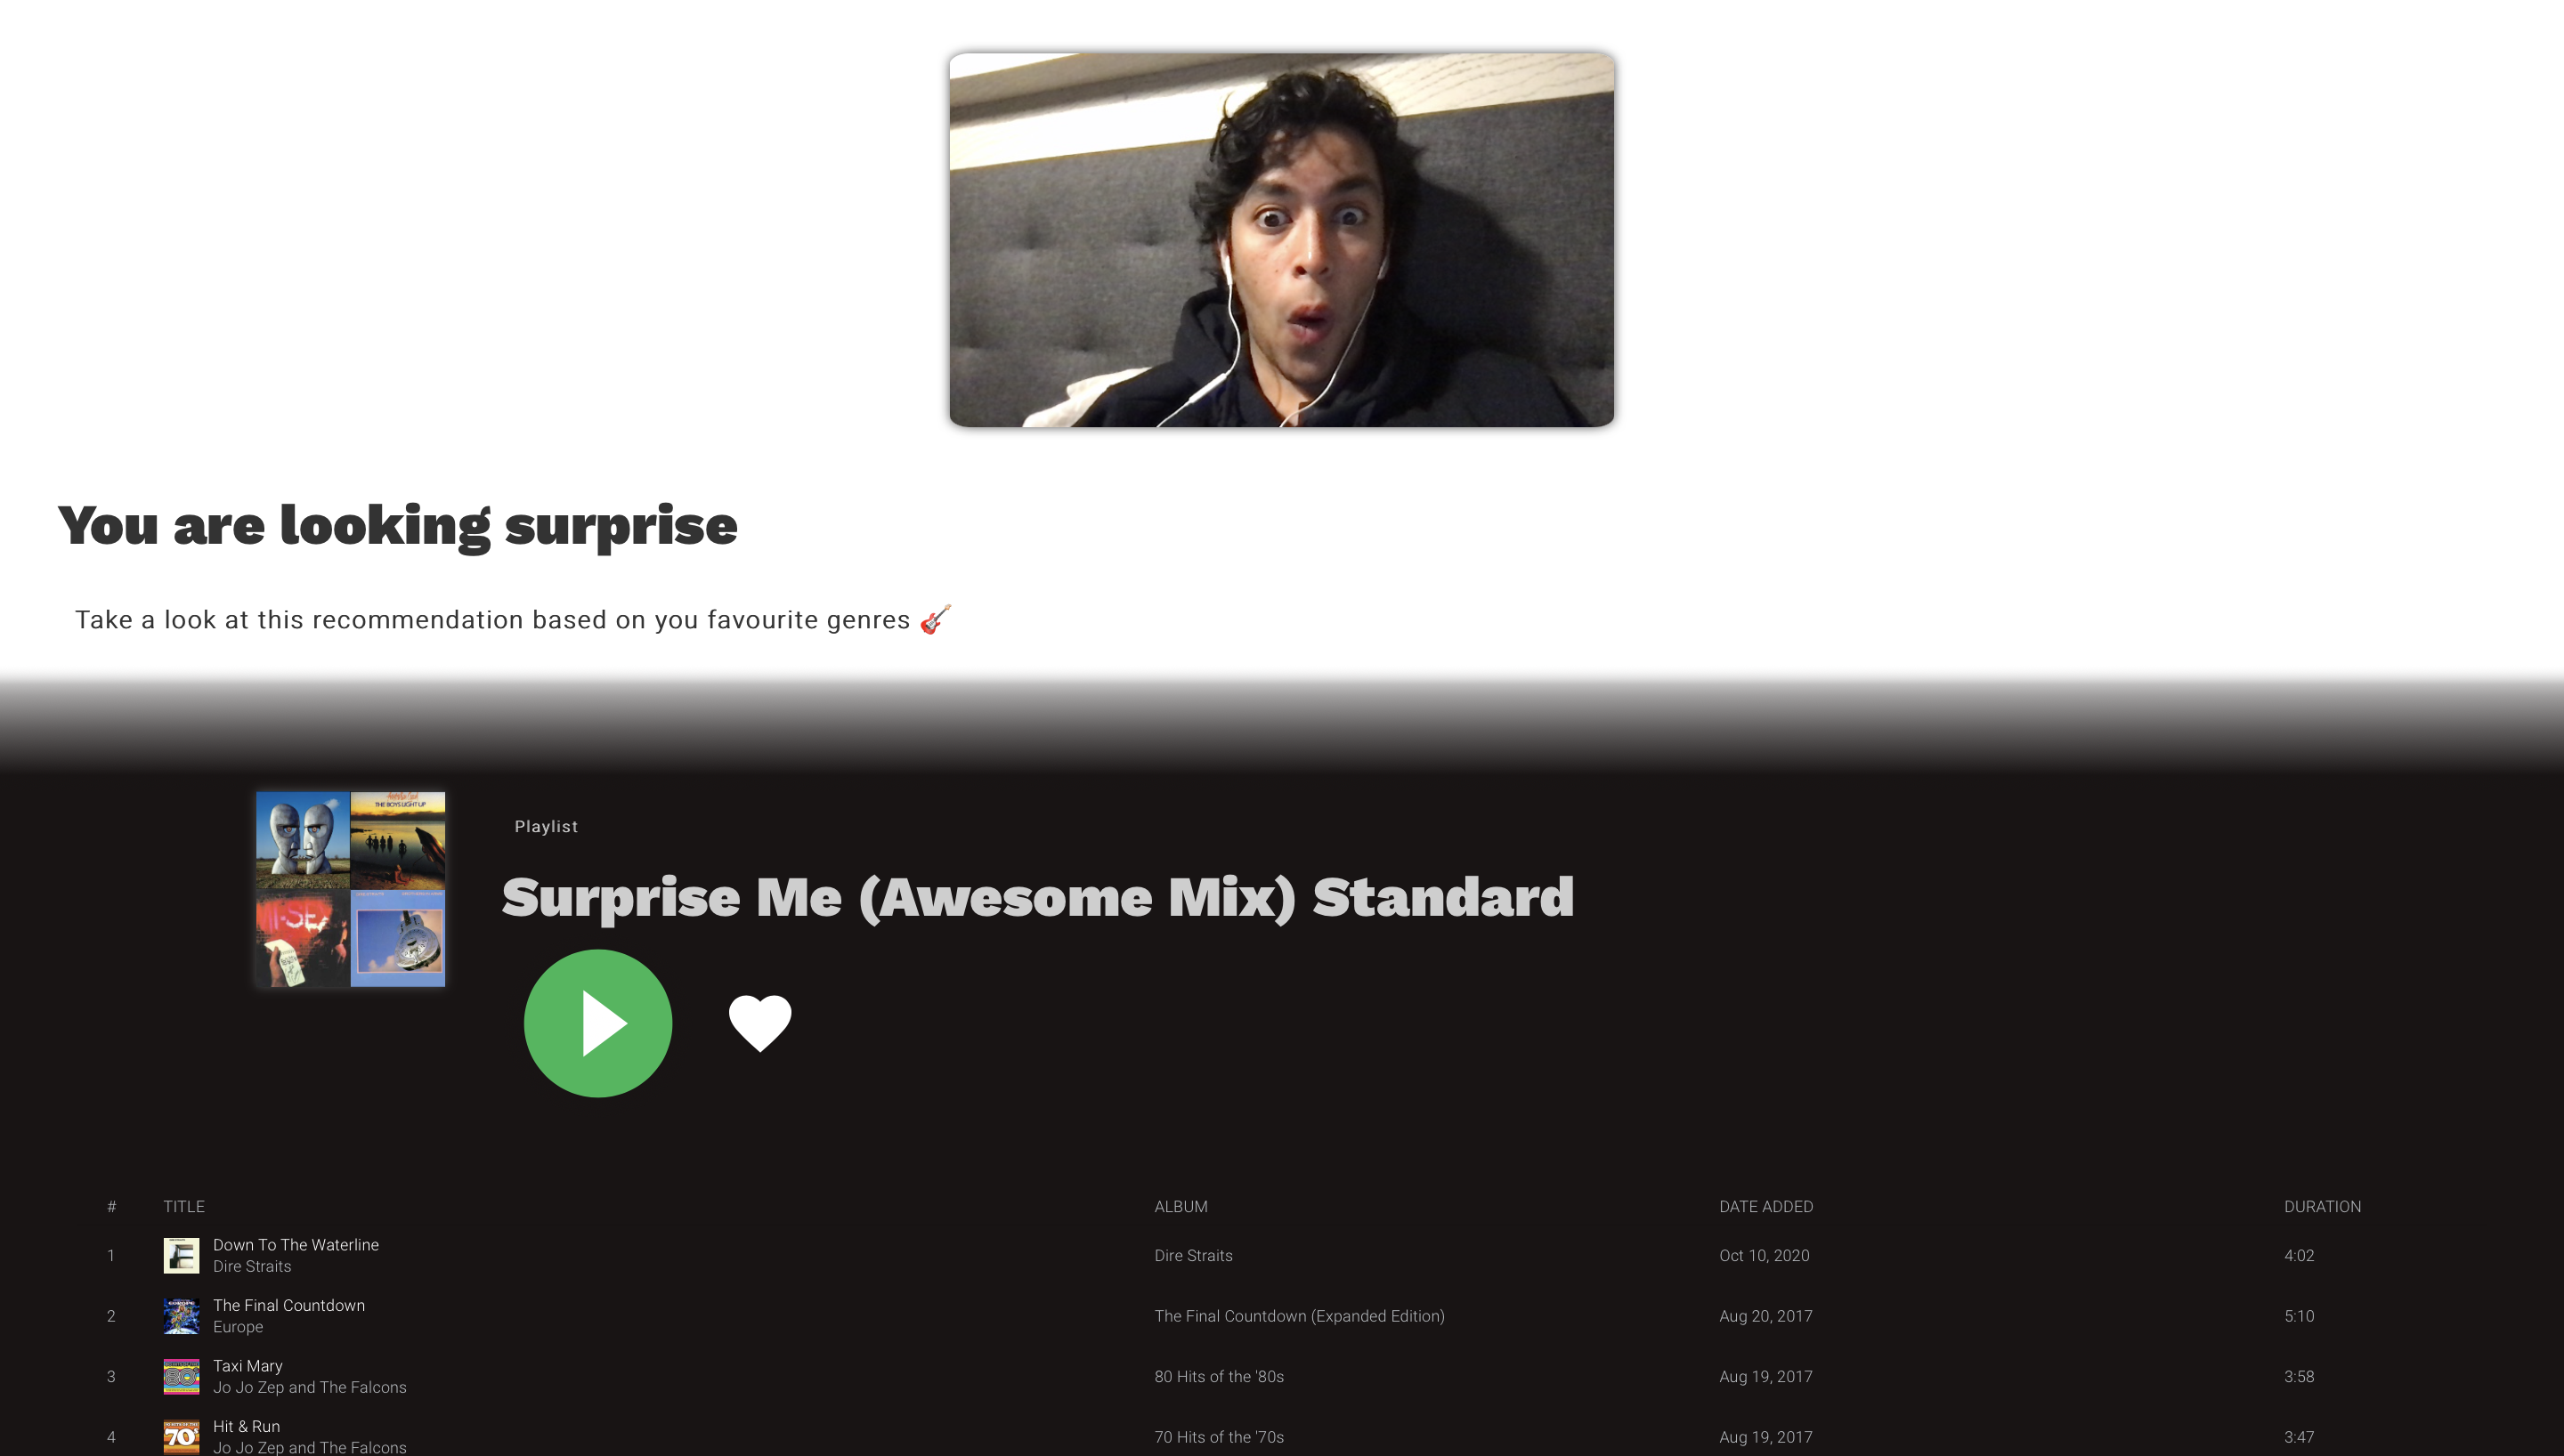 You are looking surprise
Take a look at this recommendation based on you favourite genres
THE BOYS LIGHT UP
Playlist
Surprise Me (Awesome Mix) Standard
# TITLE ALBUM DATE ADDED DURATION
1 Down To The Waterline Dire Straits Oct 10, 2020 4:02
Dire Straits
2 The Final Countdown The Final Countdown (Expanded Edition) Aug 20, 2017 5:10
Europe
3 Taxi Mary 80 Hits of the '80s Aug 19, 2017 3:58
Jo Jo Zep and The Falcons
4 Hit & Run 70 Hits of the '70s Aug 19, 2017 3:47
Jo Jo Zep and The Falcons